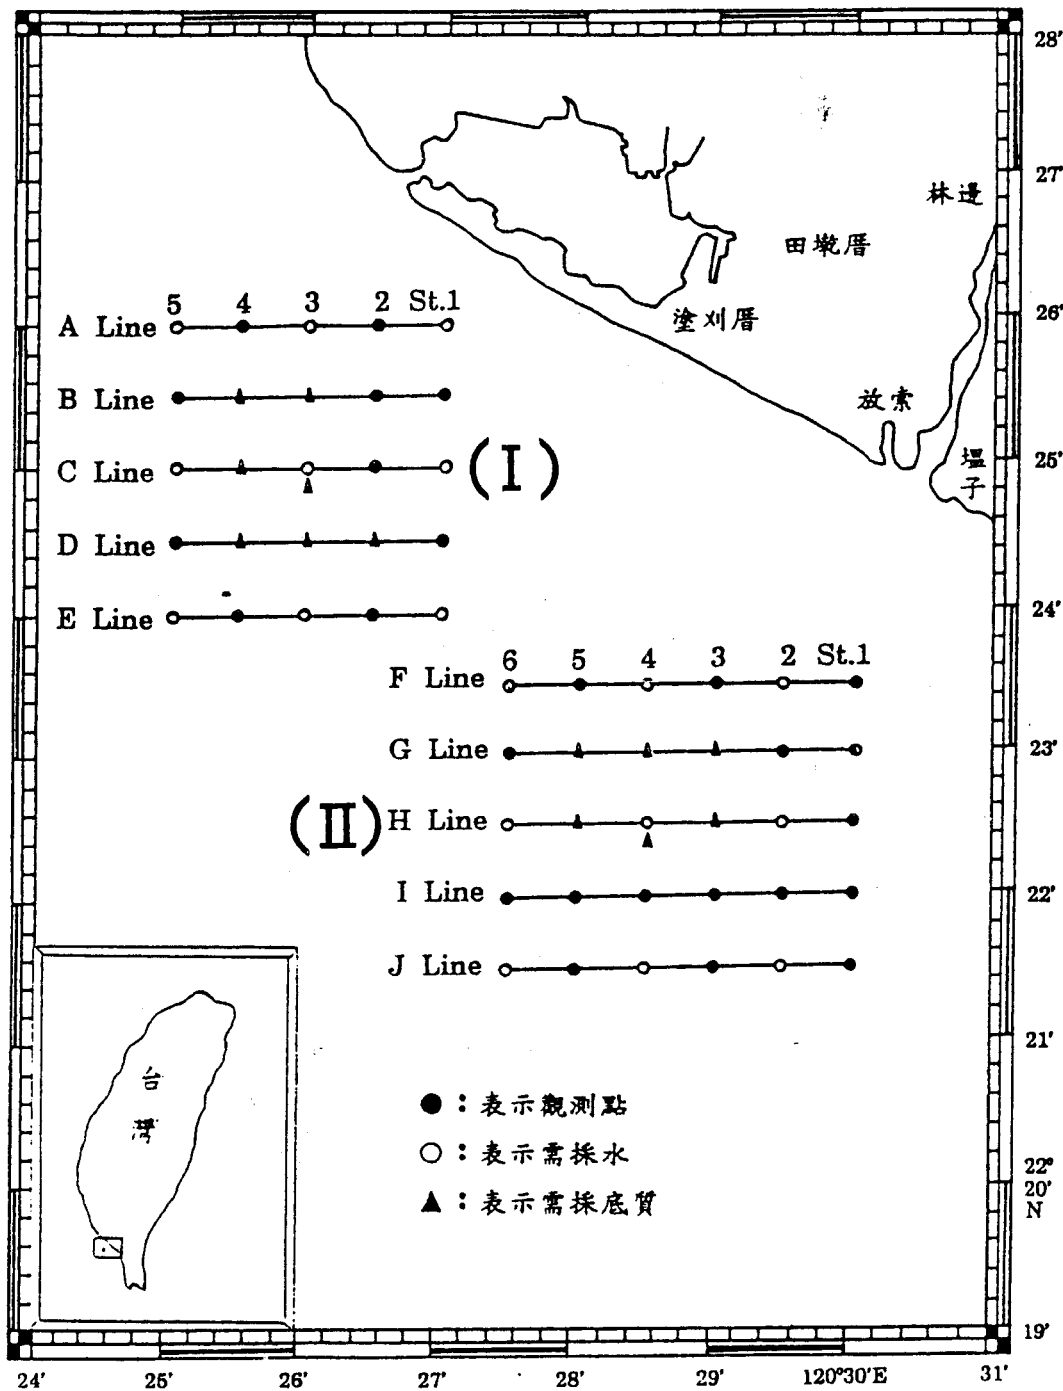 28'
27'
林邊
田墘厝
26'
塗刈厝
5 4 3 2 St.1
A Line
B Line
放索
C Line
(I)
25'
塭子
D Line
24'
E Line
6 5 4 3 2 St.1
F Line
G Line
23'
(II)
H Line
I Line
22'
J Line
21'
台灣
●：表示觀測點
○：表示需採水
▲：表示需採底質
22°
20'
N
19'
24' 25' 26' 27' 28' 29' 120°30'E 31'